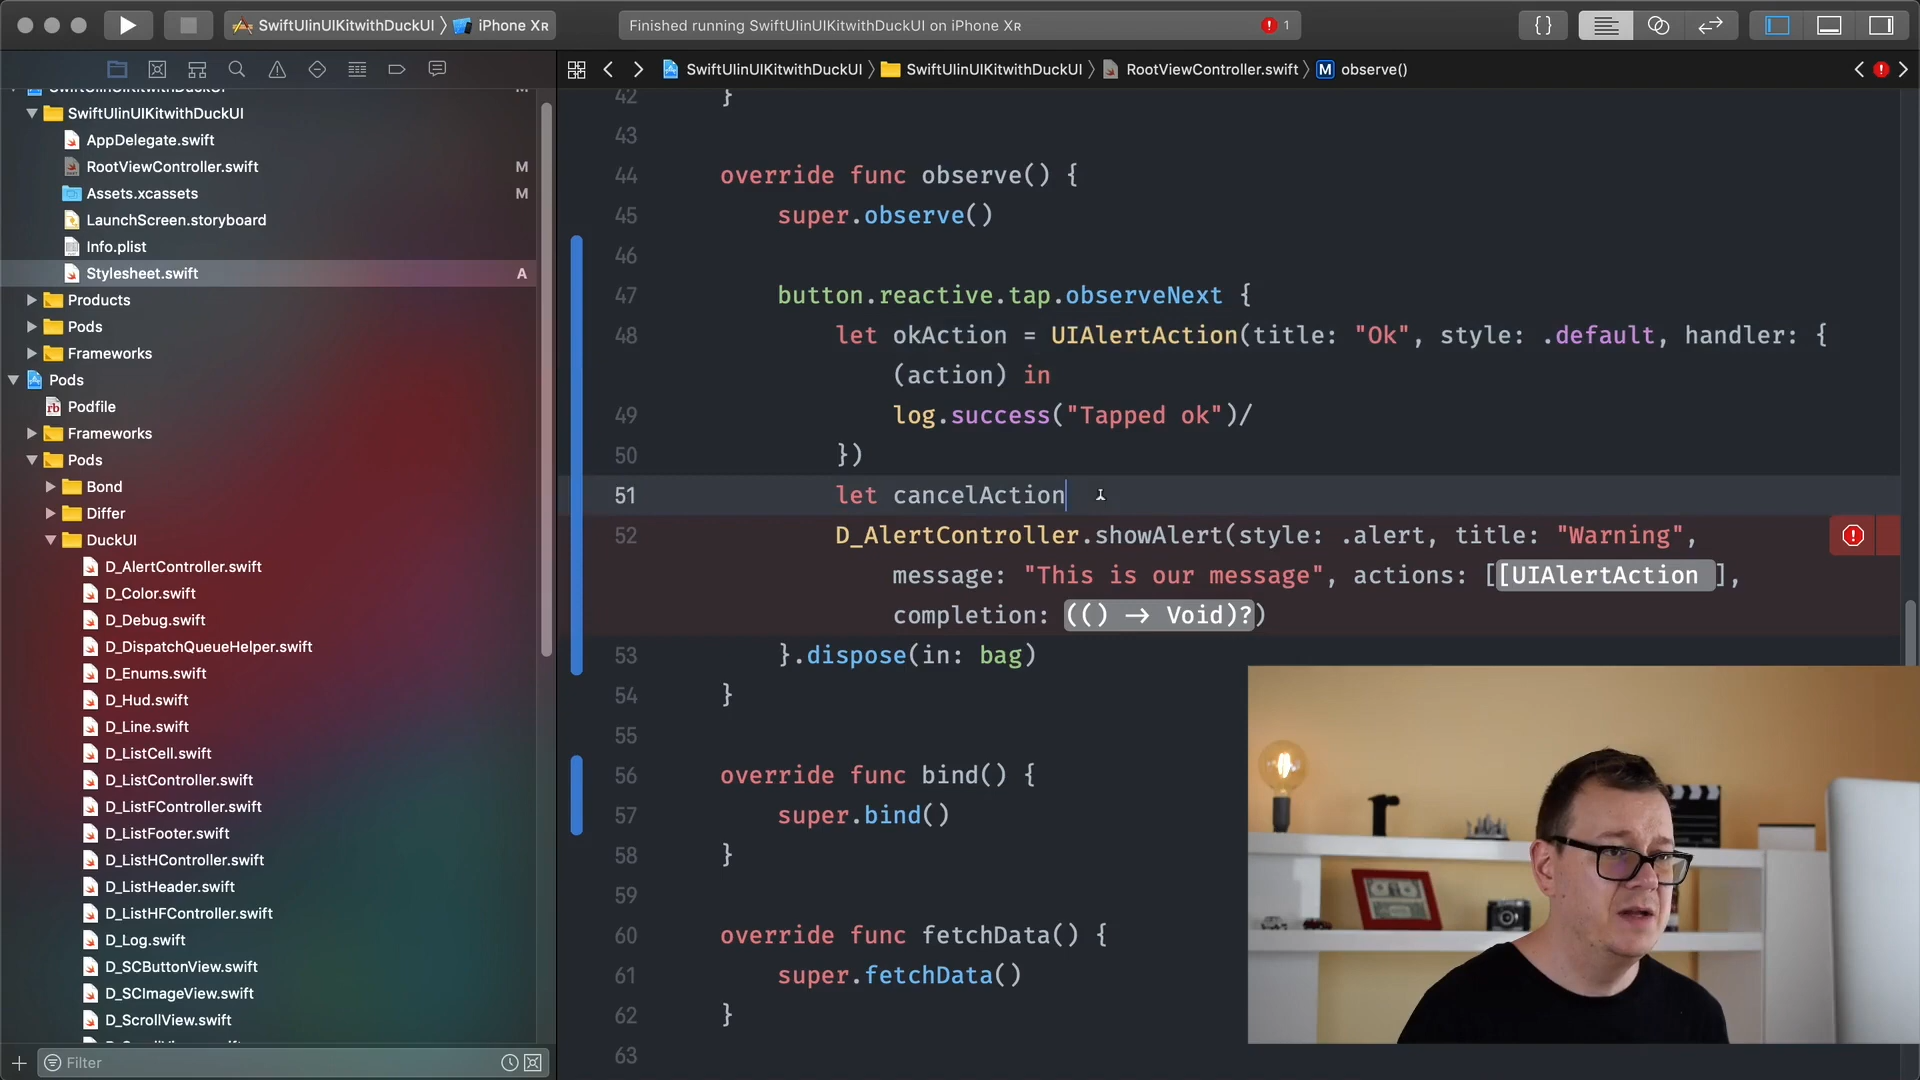 SwiftUIinUIKitwithDuckUI 〉 iPhone XR
Finished running SwiftUIinUIKitwithDuckUI on iPhone XR
1
SwiftUIinUIKitwithDuckUI 〉 SwiftUIinUIKitwithDuckUI 〉 RootViewController.swift 〉 M observe()
SwiftUIinUIKitwithDuckUI M
SwiftUIinUIKitwithDuckUI
AppDelegate.swift
RootViewController.swift M
Assets.xcassets M
LaunchScreen.storyboard
Info.plist
Stylesheet.swift A
Products
Pods
Frameworks
Pods
rb Podfile
Frameworks
Pods
Bond
Differ
DuckUI
D_AlertController.swift
D_Color.swift
D_Debug.swift
D_DispatchQueueHelper.swift
D_Enums.swift
D_Hud.swift
D_Line.swift
D_ListCell.swift
D_ListController.swift
D_ListFController.swift
D_ListFooter.swift
D_ListHController.swift
D_ListHeader.swift
D_ListHFController.swift
D_Log.swift
D_SCButtonView.swift
D_SCImageView.swift
D_ScrollView.swift
Filter
42 }
43
44 override func observe() {
45 super.observe()
46
47 button.reactive.tap.observeNext {
48 let okAction = UIAlertAction(title: "Ok", style: .default, handler: {
(action) in
49 log.success("Tapped ok")/
50 })
51 let cancelAction
52 D_AlertController.showAlert(style: .alert, title: "Warning",
message: "This is our message", actions: [[UIAlertAction ],
completion: (() -> Void)?)
53 }.dispose(in: bag)
54 }
55
56 override func bind() {
57 super.bind()
58 }
59
60 override func fetchData() {
61 super.fetchData()
62 }
63